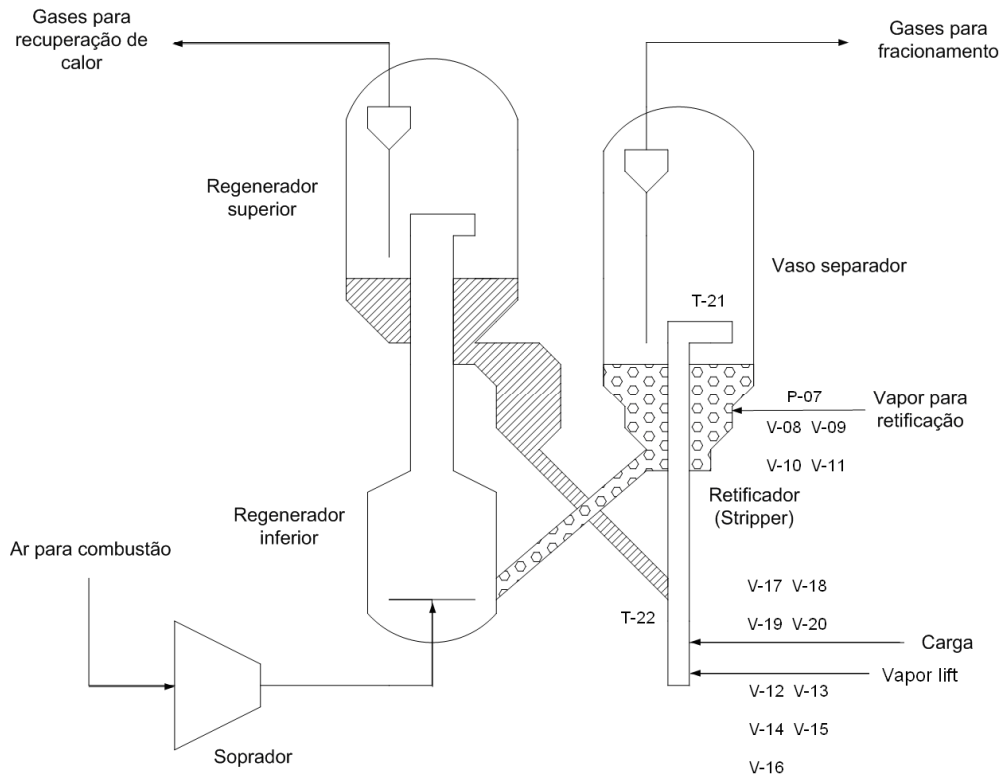 Gases para
recuperação de
calor
Gases para
fracionamento
Regenerador
superior
Vaso separador
T-21
P-07
V-08 V-09
V-10 V-11
Vapor para
retificação
Retificador
(Stripper)
Regenerador
inferior
Ar para combustão
T-22
V-17 V-18
V-19 V-20
Carga
Vapor lift
V-12 V-13
V-14 V-15
V-16
Soprador